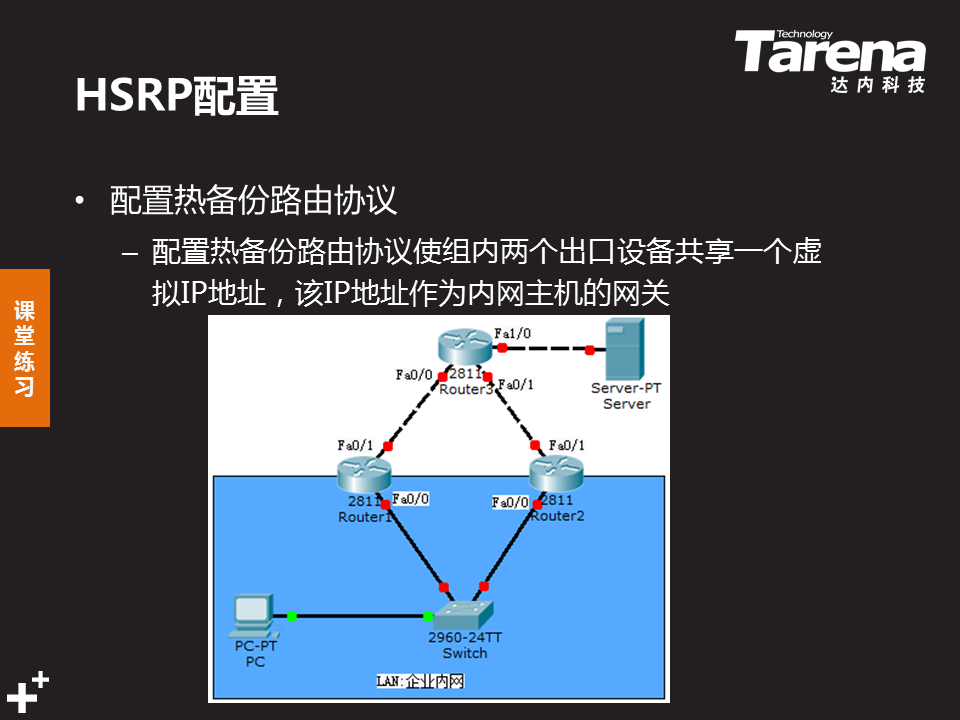 Technology
Tarena
达内科技
HSRP配置
• 配置热备份路由协议
– 配置热备份路由协议使组内两个出口设备共享一个虚
拟IP地址，该IP地址作为内网主机的网关
课
堂
练
习
Fa1/0
Fa0/0
2811
Router3
Fa0/1
Server-PT
Server
Fa0/1
Fa0/1
2811
Router1
Fa0/0
Fa0/0
2811
Router2
PC-PT
PC
2960-24TT
Switch
LAN:企业内网